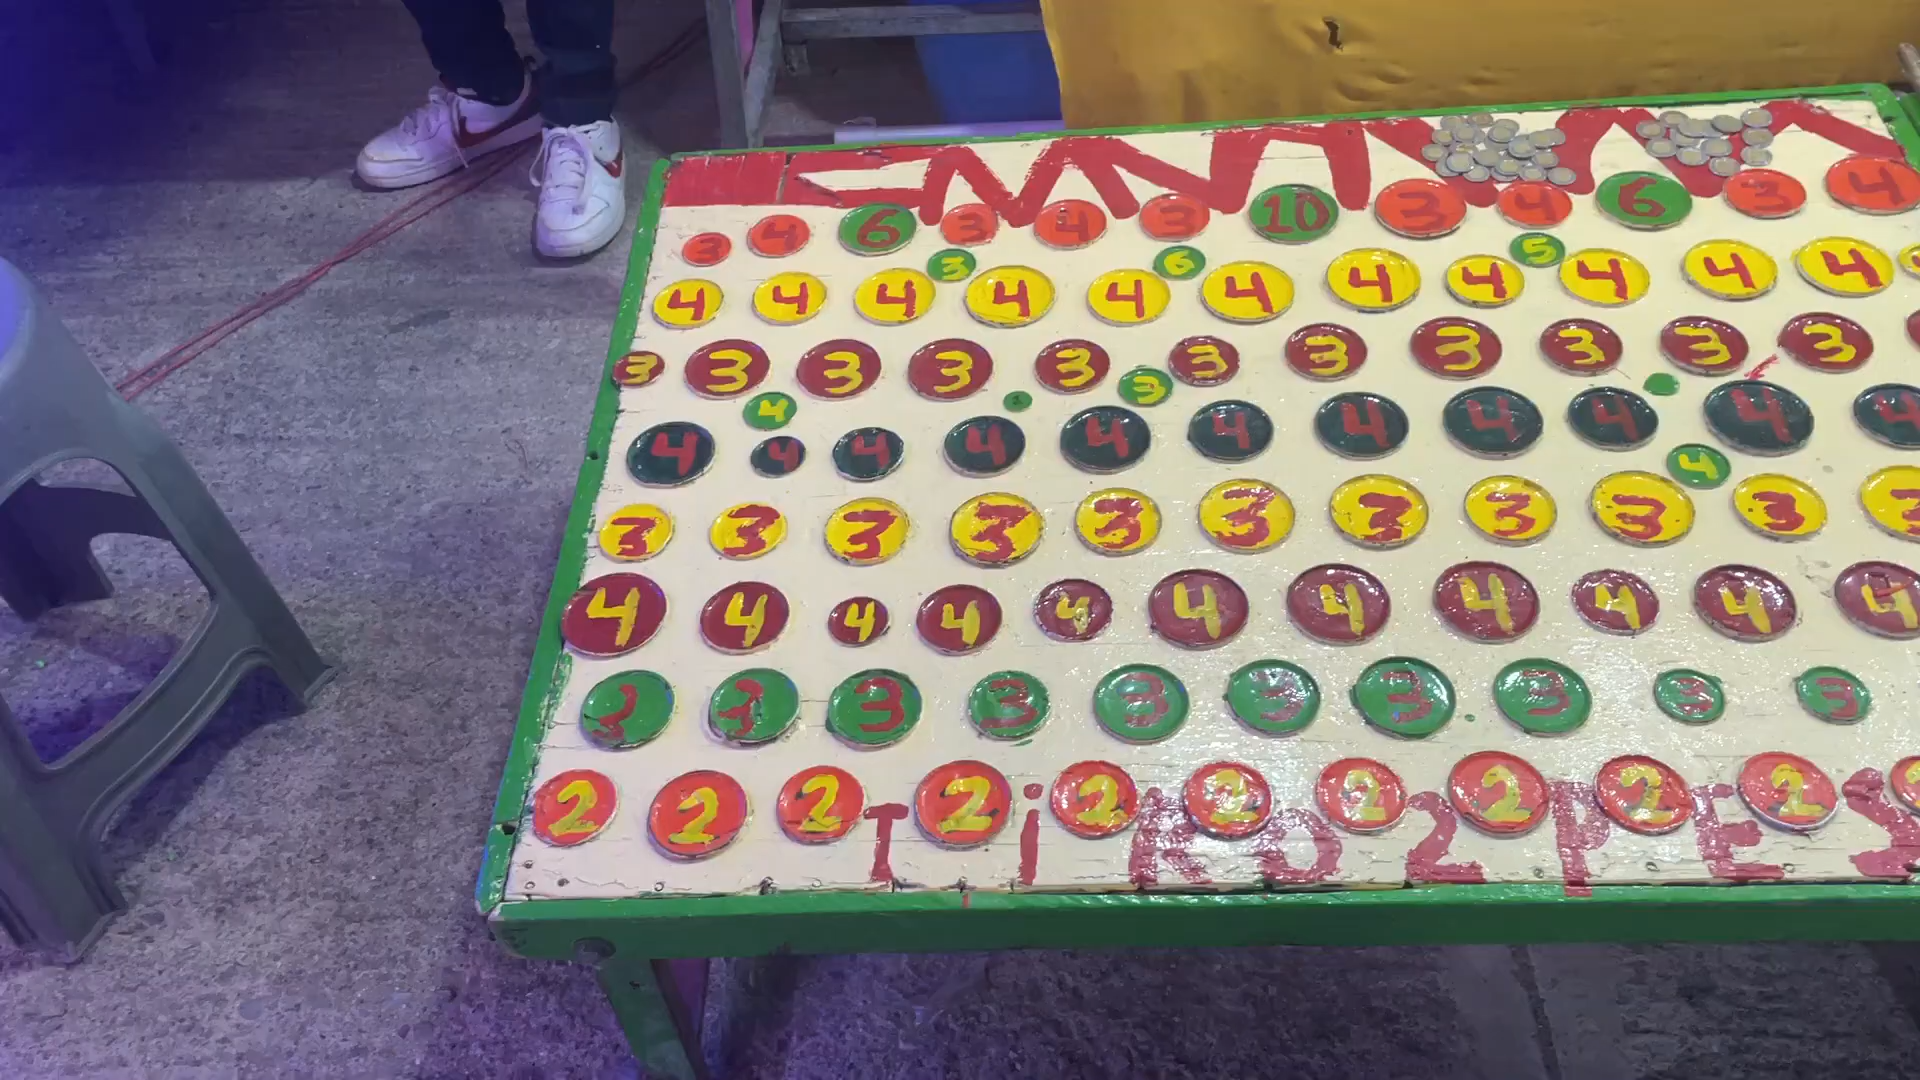 3 4 6 3 4 3 10 3 4 6 3 4
3 6 5
4 4 4 4 4 4 4 4 4 4 4
3 3 3 3 3 3 3 3 3 3 3
4 3
4 4 4 4 4 4 4 4 4 4 4
4
3 3 3 3 3 3 3 3 3 3 3
4 4 4 4 4 4 4 4 4 4 4
3 3 3 3 3 3 3 3 3 3
2 2 2 2 2 2 2 2 2 2
TiRO 2 PES